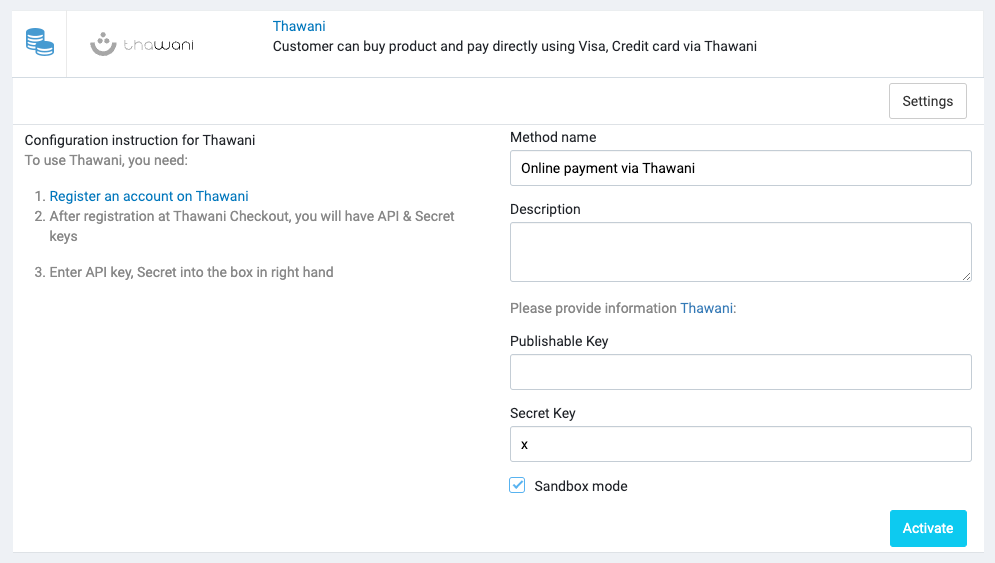 Thawani
thawani
Customer can buy product and pay directly using Visa, Credit card via Thawani
Settings
Configuration instruction for Thawani
To use Thawani, you need:
1. Register an account on Thawani
2. After registration at Thawani Checkout, you will have API & Secret
keys
3. Enter API key, Secret into the box in right hand
Method name
Online payment via Thawani
Description
Please provide information Thawani:
Publishable Key
Secret Key
x
Sandbox mode
Activate